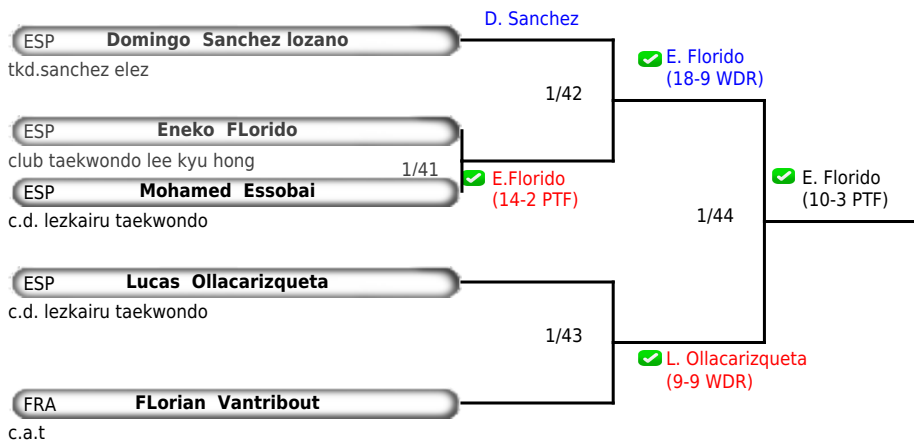 D. Sanchez
ESP Domingo Sanchez lozano
tkd.sanchez elez
E. Florido
(18-9 WDR)
1/42
ESP Eneko FLorido
club taekwondo lee kyu hong
1/41
E.Florido
(14-2 PTF)
ESP Mohamed Essobai
c.d. lezkairu taekwondo
E. Florido
(10-3 PTF)
1/44
ESP Lucas Ollacarizqueta
c.d. lezkairu taekwondo
1/43
L. Ollacarizqueta
(9-9 WDR)
FRA FLorian Vantribout
c.a.t